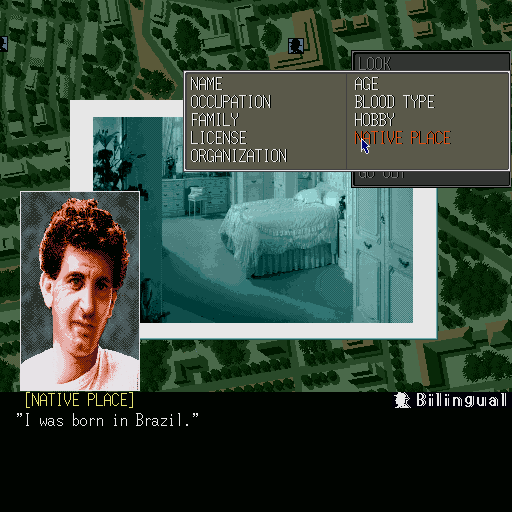 LOOK
NAME AGE
OCCUPATION BLOOD TYPE
FAMILY HOBBY
LICENSE NATIVE PLACE
ORGANIZATION
GO OUT
[NATIVE PLACE] Bilingual
"I was born in Brazil."